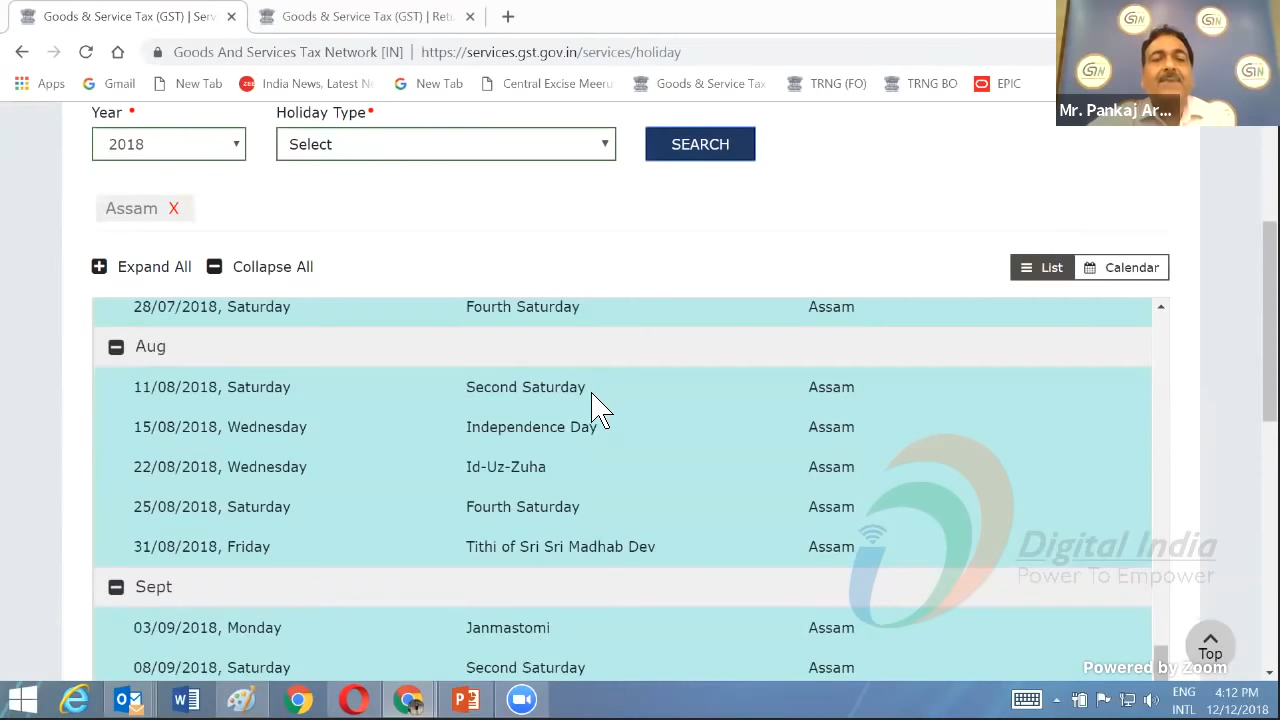 Goods & Service Tax (GST) | Serv
Goods & Service Tax (GST) | Retu
Goods And Services Tax Network [IN] | https://services.gst.gov.in/services/holiday
Apps Gmail New Tab India News, Latest Ne New Tab Central Excise Meeru Goods & Service Tax TRNG (FO) TRNG BO EPIC
Mr. Pankaj Ar...
Year * Holiday Type*
2018 Select SEARCH
Assam X
Expand All Collapse All List Calendar
28/07/2018, Saturday Fourth Saturday Assam
Aug
11/08/2018, Saturday Second Saturday Assam
15/08/2018, Wednesday Independence Day Assam
22/08/2018, Wednesday Id-Uz-Zuha Assam
25/08/2018, Saturday Fourth Saturday Assam
31/08/2018, Friday Tithi of Sri Sri Madhab Dev Assam
Digital India
Power To Empower
Sept
03/09/2018, Monday Janmastomi Assam
08/09/2018, Saturday Second Saturday Assam
Top
Powered by Zoom
ENG 4:12 PM
INTL 12/12/2018